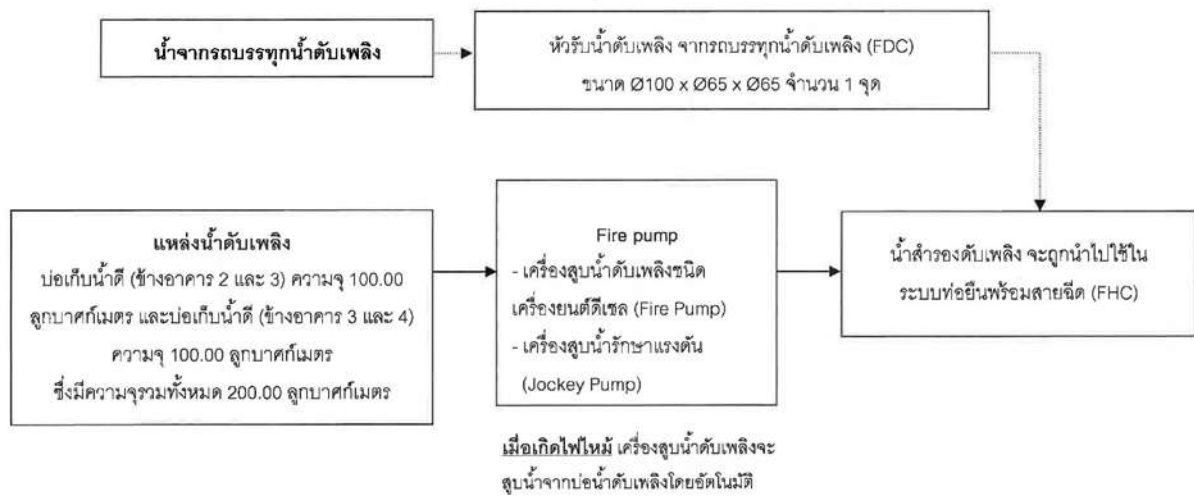 น้ำจากรถบรรทุกน้ำดับเพลิง
หัวรับน้ำดับเพลิง จากรถบรรทุกน้ำดับเพลิง (FDC)
ขนาด Ø100 x Ø65 x Ø65 จำนวน 1 จุด
แหล่งน้ำดับเพลิง
บ่อเก็บน้ำดี (ข้างอาคาร 2 และ 3) ความจุ 100.00
ลูกบาศก์เมตร และบ่อเก็บน้ำดี (ข้างอาคาร 3 และ 4)
ความจุ 100.00 ลูกบาศก์เมตร
ซึ่งมีความจุรวมทั้งหมด 200.00 ลูกบาศก์เมตร
Fire pump
- เครื่องสูบน้ำดับเพลิงชนิด
เครื่องยนต์ดีเซล (Fire Pump)
- เครื่องสูบน้ำรักษาแรงดัน
(Jockey Pump)
น้ำสำรองดับเพลิง จะถูกนำไปใช้ใน
ระบบท่อยืนพร้อมสายฉีด (FHC)
เมื่อเกิดไฟไหม้ เครื่องสูบน้ำดับเพลิงจะ
สูบน้ำจากบ่อน้ำดับเพลิงโดยอัตโนมัติ